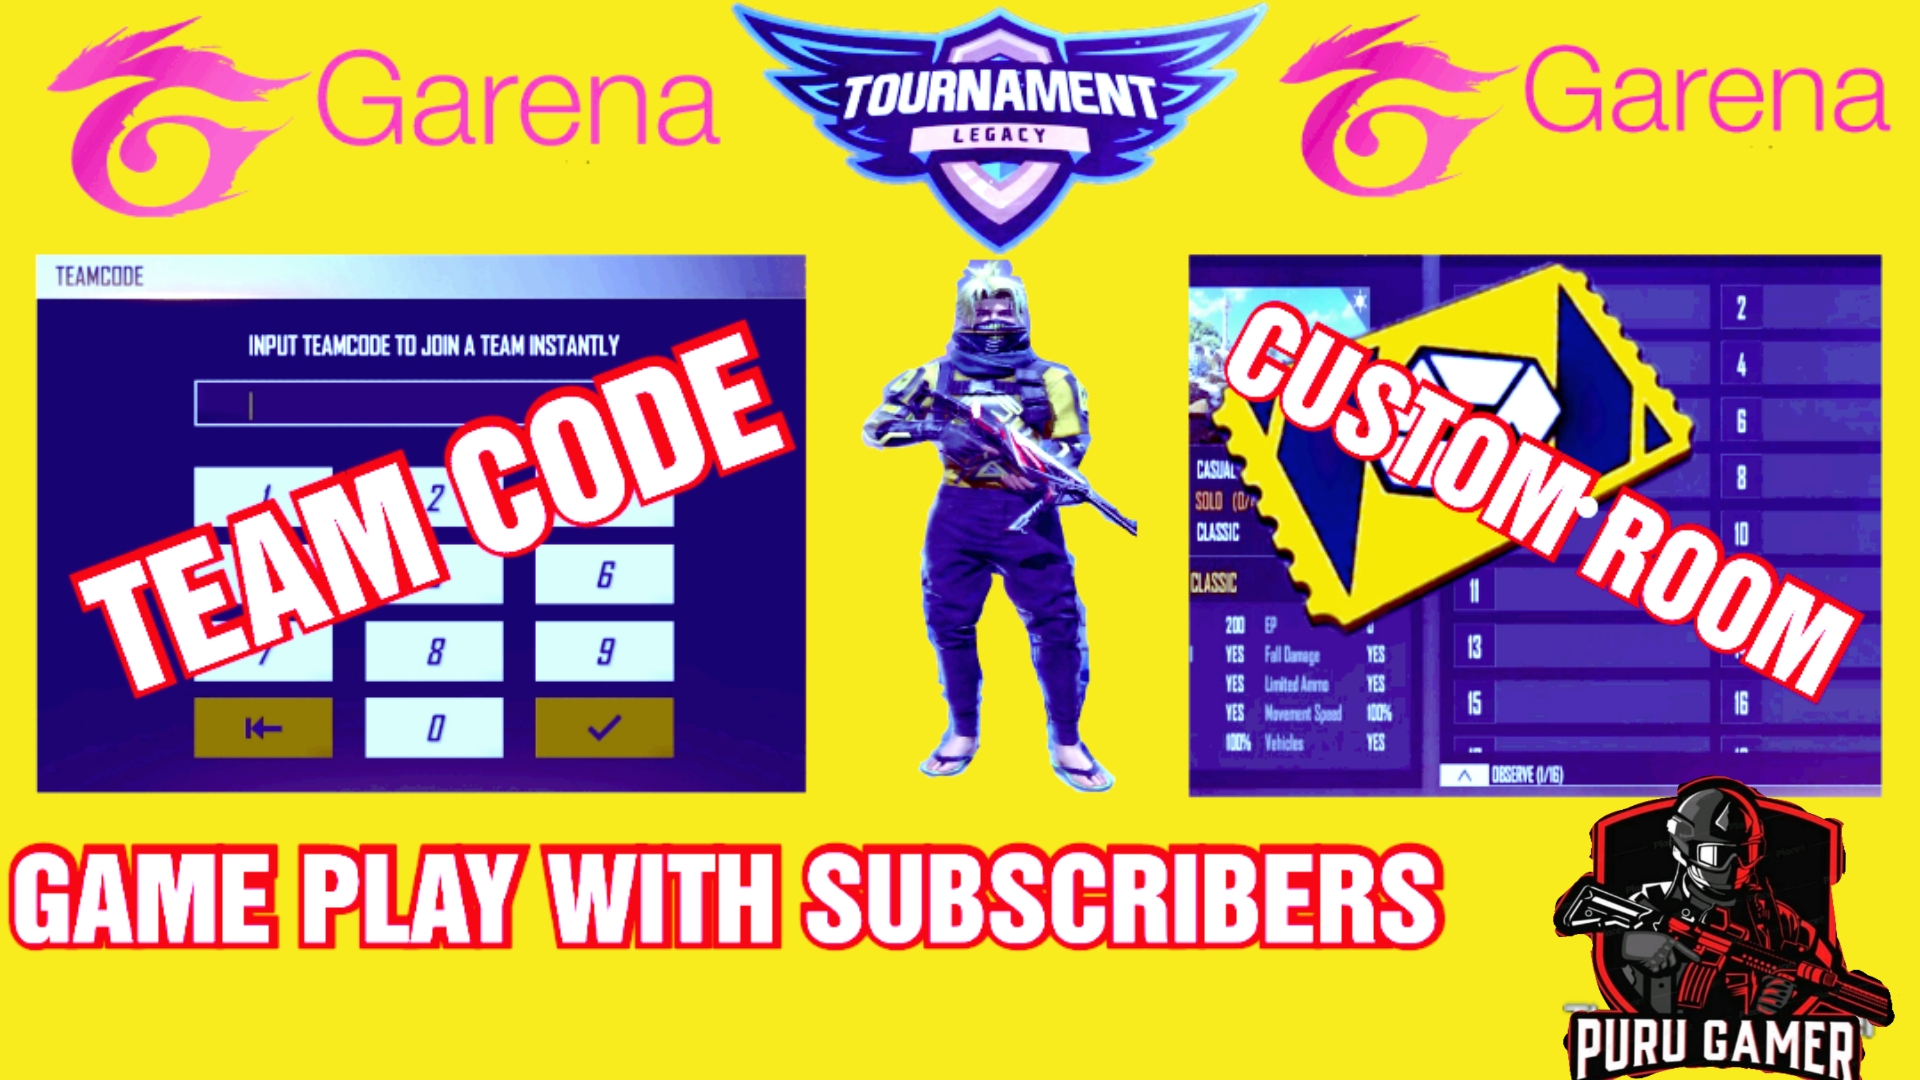 Garena
TOURNAMENT
LEGACY
Garena
TEAMCODE
INPUT TEAMCODE TO JOIN A TEAM INSTANTLY
TEAM CODE
2
6
7
8
9
0
CUSTOM ROOM
CASUAL
SOLO
CLASSIC
CLASSIC
200 EP
YES Fall Damage YES
YES Limited Ammo YES
YES Movement Speed 100%
100% Vehicles YES
2
4
6
8
10
11
13
15
16
OBSERVE (1/16)
GAME PLAY WITH SUBSCRIBERS
PURU GAMER